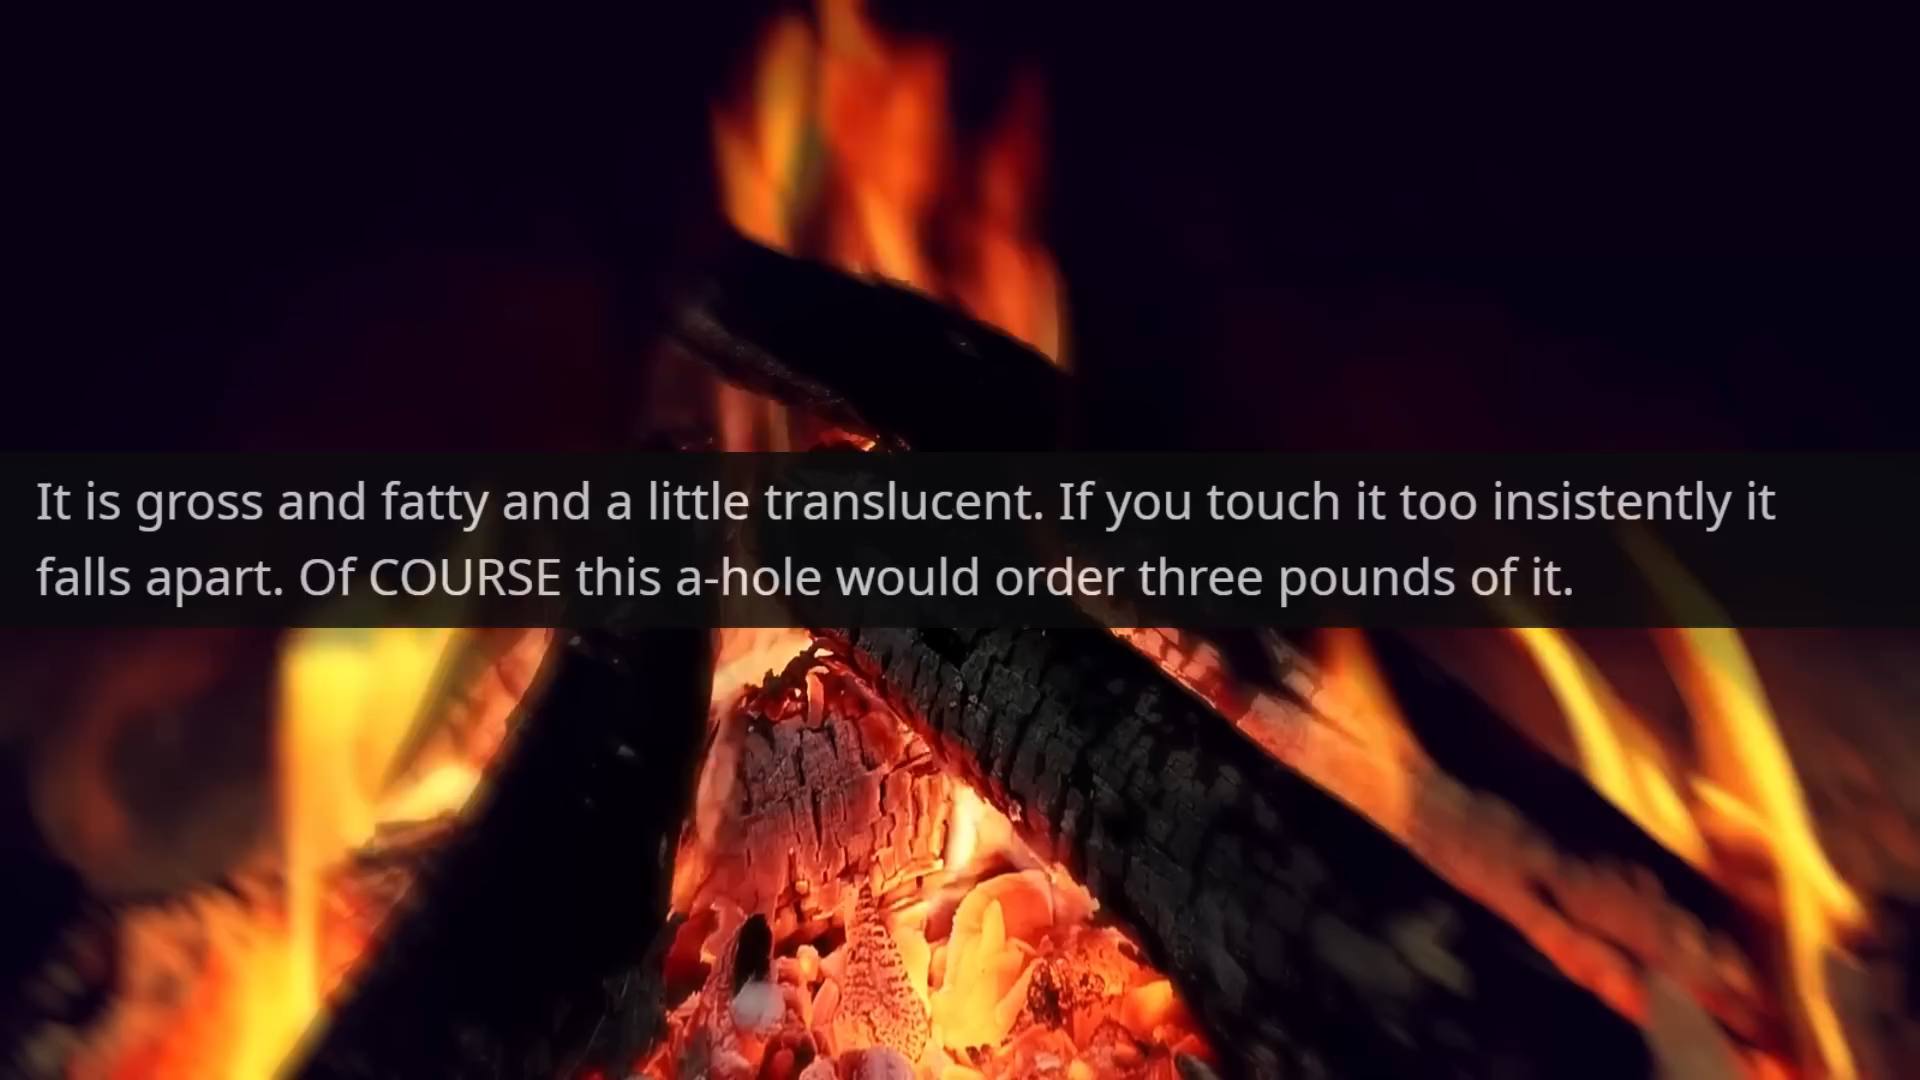 It is gross and fatty and a little translucent. If you touch it too insistently it
falls apart. Of COURSE this a-hole would order three pounds of it.